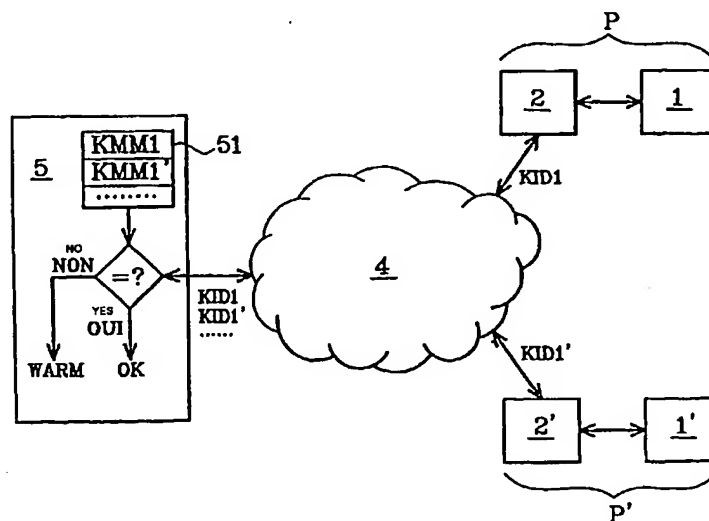 P
2
1
KID1
5
KMM1
KMM1'
........
51
NO
NON
=?
YES
OUI
WARM
OK
KID1
KID1'
......
4
KID1'
2'
1'
P'